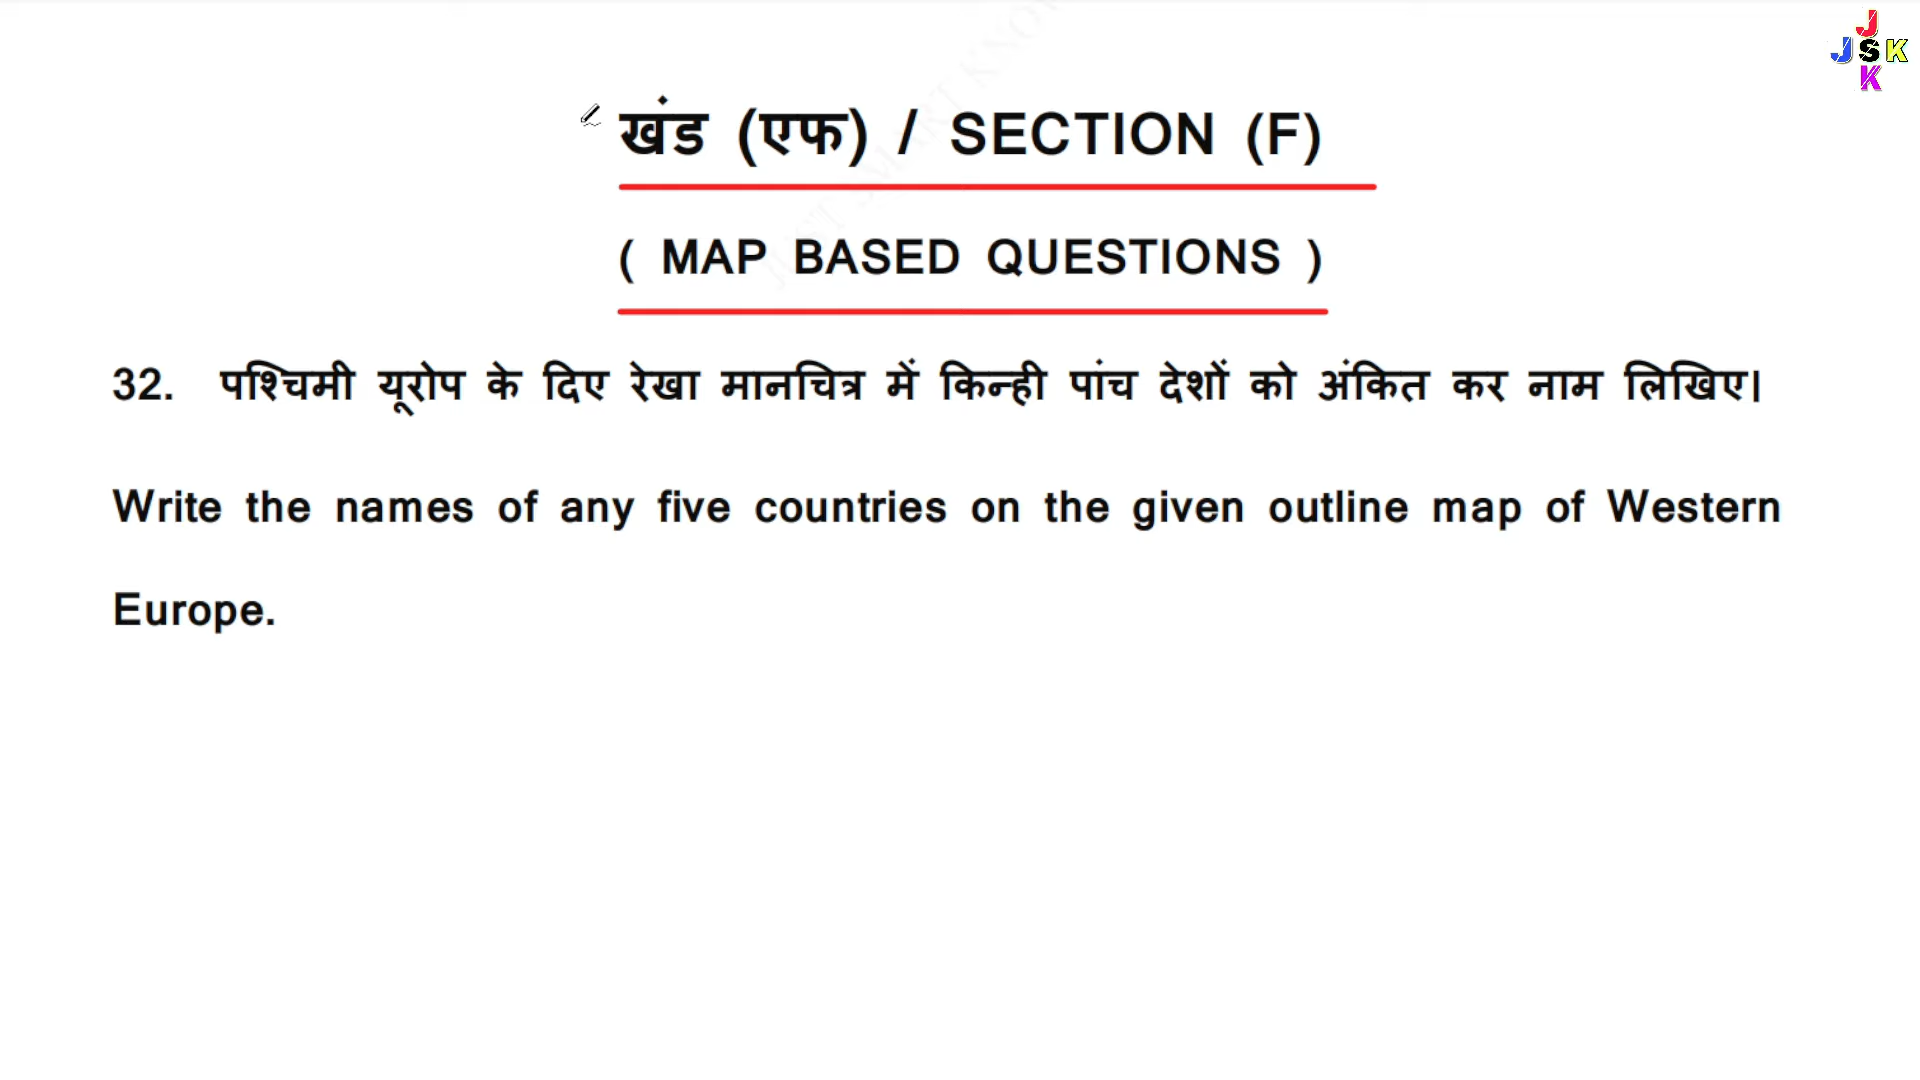 J
J S K
K
खंड (एफ) / SECTION (F)
( MAP BASED QUESTIONS )
32. पश्चिमी यूरोप के दिए रेखा मानचित्र में किन्ही पांच देशों को अंकित कर नाम लिखिए।
Write the names of any five countries on the given outline map of Western
Europe.